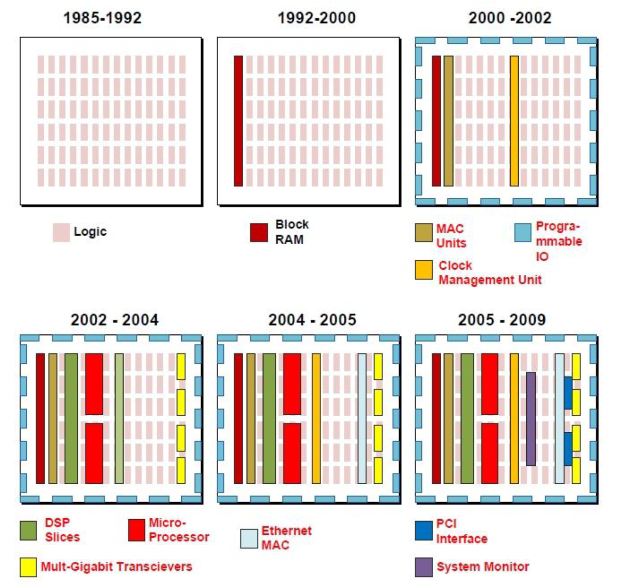 1985-1992
1992-2000
2000 -2002
Logic
Block
RAM
MAC
Units
Progra-
mmable
IO
Clock
Management Unit
2002 - 2004
2004 - 2005
2005 - 2009
DSP
Slices
Micro-
Processor
Ethernet
MAC
PCI
Interface
Mult-Gigabit Transcievers
System Monitor